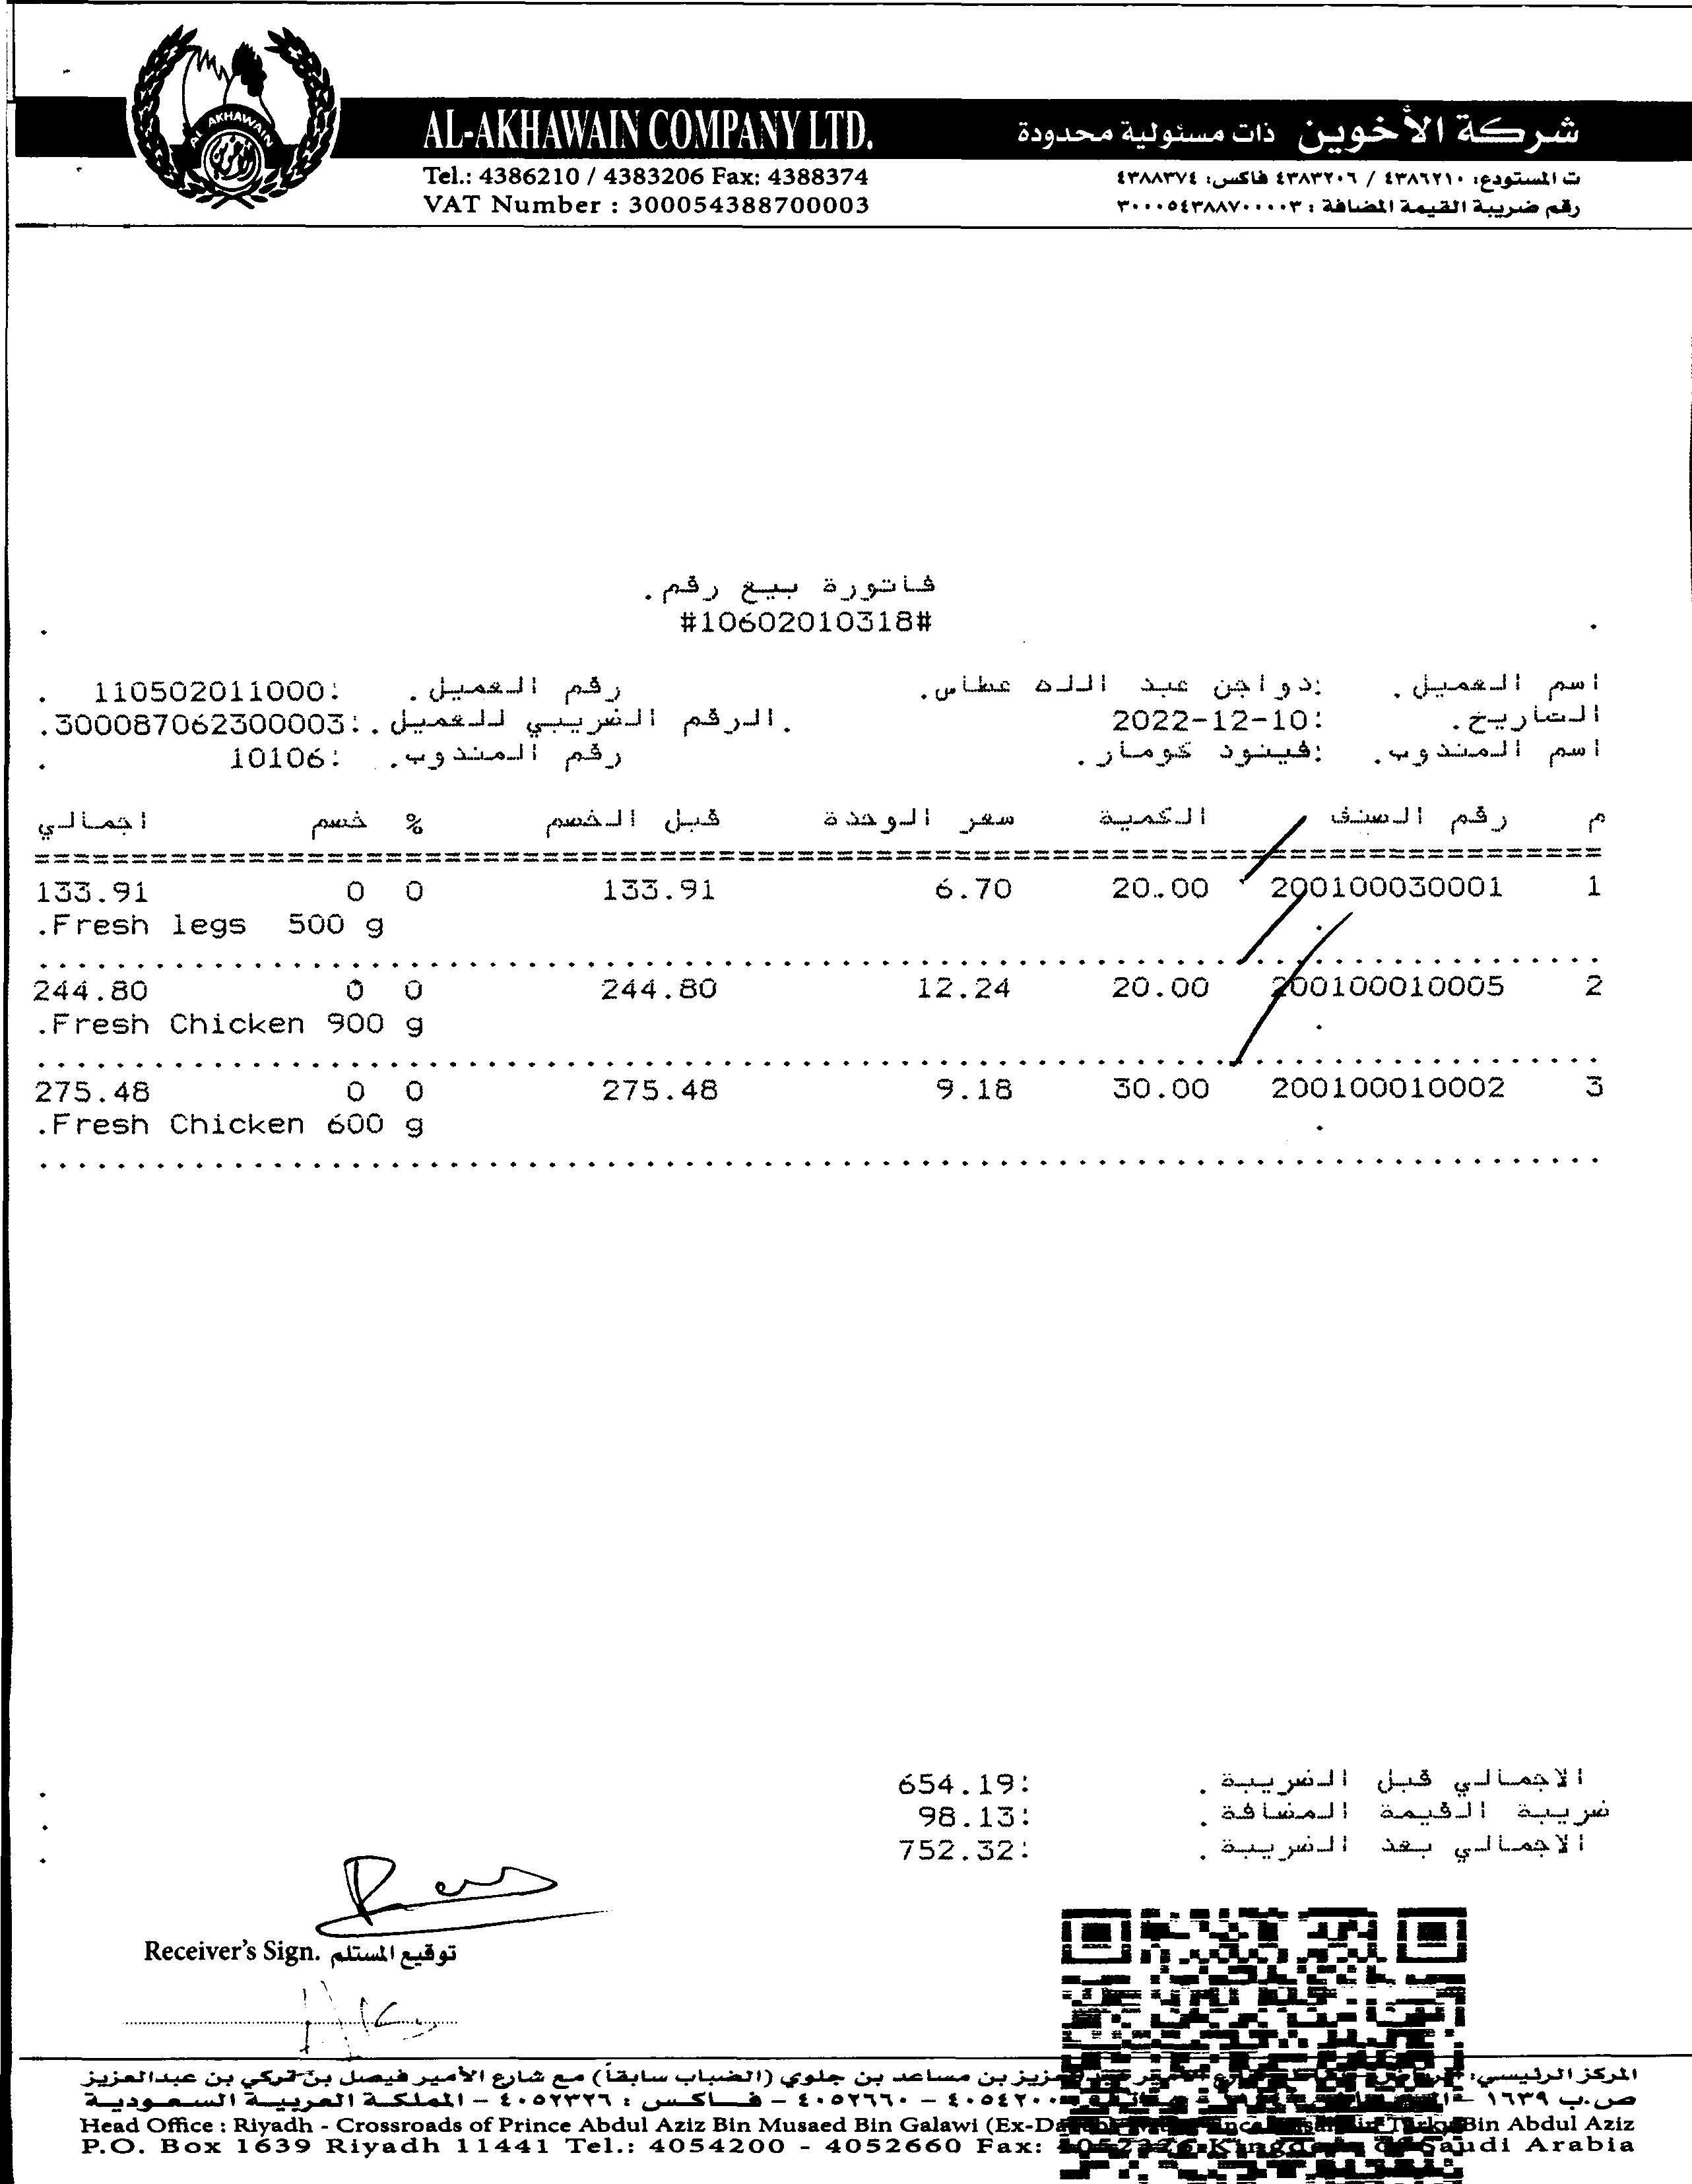 AL AKHAWAIN
AL-AKHAWAIN COMPANY LTD.
شركة الأخوين ذات مسئولية محدودة
Tel.: 4386210 / 4383206 Fax: 4388374
ت المستودع: ٤٣٨٦٢١٠ / ٤٣٨٣٢٠٦ فاكس: ٤٣٨٨٣٧٤
VAT Number : 300054388700003
رقم ضريبة القيمة المضافة : ٣٠٠٠٥٤٣٨٨٧٠٠٠٠٣
فاتورة بيع رقم.
#10602010318#
اسم العميل. :دواجن عبد الله عطاس. رقم العميل. :110502011000
التاريخ. :2022-12-10 .الرقم الضريبي للعميل.:300087062300003.
اسم المندوب. :فينود كومار. رقم المندوب. :10106
م رقم الصنف الكمية سعر الوحدة قبل الخصم % خصم اجمالي
1 200100030001 20.00 6.70 133.91 0 0 133.91
.Fresh legs 500 g
2 200100010005 20.00 12.24 244.80 0 0 244.80
.Fresh Chicken 900 g
3 200100010002 30.00 9.18 275.48 0 0 275.48
.Fresh Chicken 600 g
الاجمالي قبل الضريبة. :654.19
ضريبة القيمة المضافة. :98.13
الاجمالي بعد الضريبة. :752.32
Receiver's Sign. توقيع المستلم
المركز الرئيسي: بن مساعد بن جلوي (الضباب سابقاً) مع شارع الأمير فيصل بن تركي بن عبدالعزيز
ص.ب ١٦٣٩ ٤٠٥٤٢٠٠ – ٤٠٥٢٦٦٠ – فاكس : ٤٠٥٢٣٢٦ – المملكة العربية السعودية
Head Office : Riyadh - Crossroads of Prince Abdul Aziz Bin Musaed Bin Galawi Bin Abdul Aziz
P.O. Box 1639 Riyadh 11441 Tel.: 4054200 - 4052660 Fax: Saudi Arabia